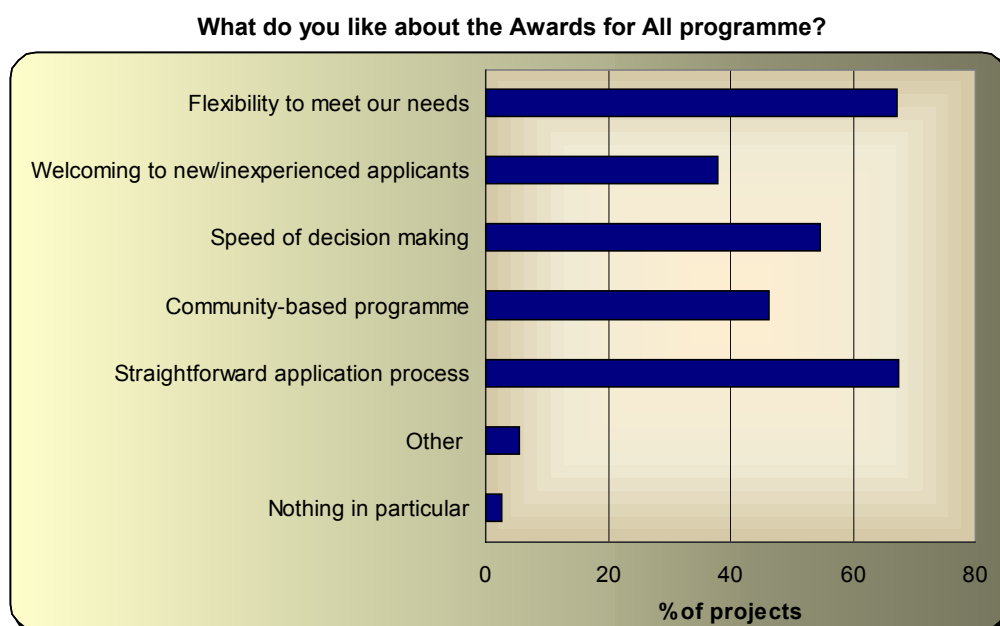 What do you like about the Awards for All programme?
Flexibility to meet our needs
Welcoming to new/inexperienced applicants
Speed of decision making
Community-based programme
Straightforward application process
Other
Nothing in particular
0 20 40 60 80
% of projects